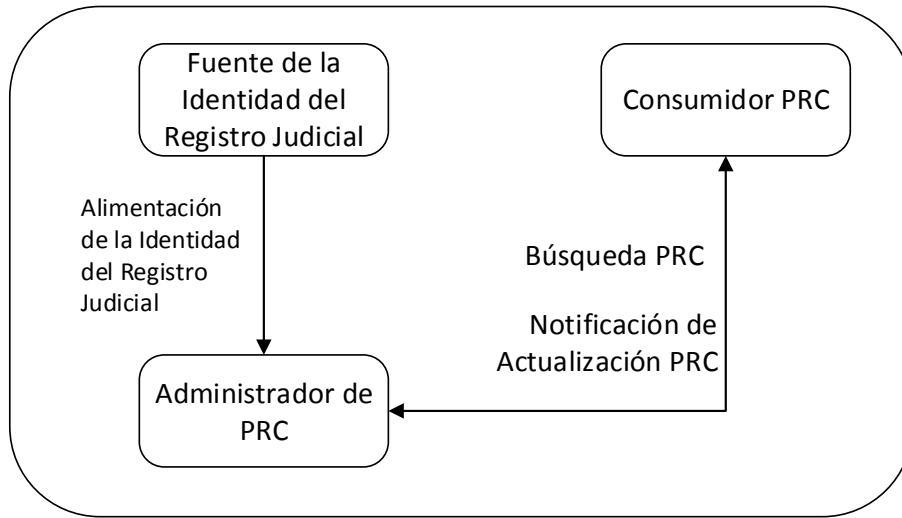 Fuente de la
Identidad del
Registro Judicial
Consumidor PRC
Alimentación
de la Identidad
del Registro
Judicial
Búsqueda PRC
Notificación de
Actualización PRC
Administrador de
PRC